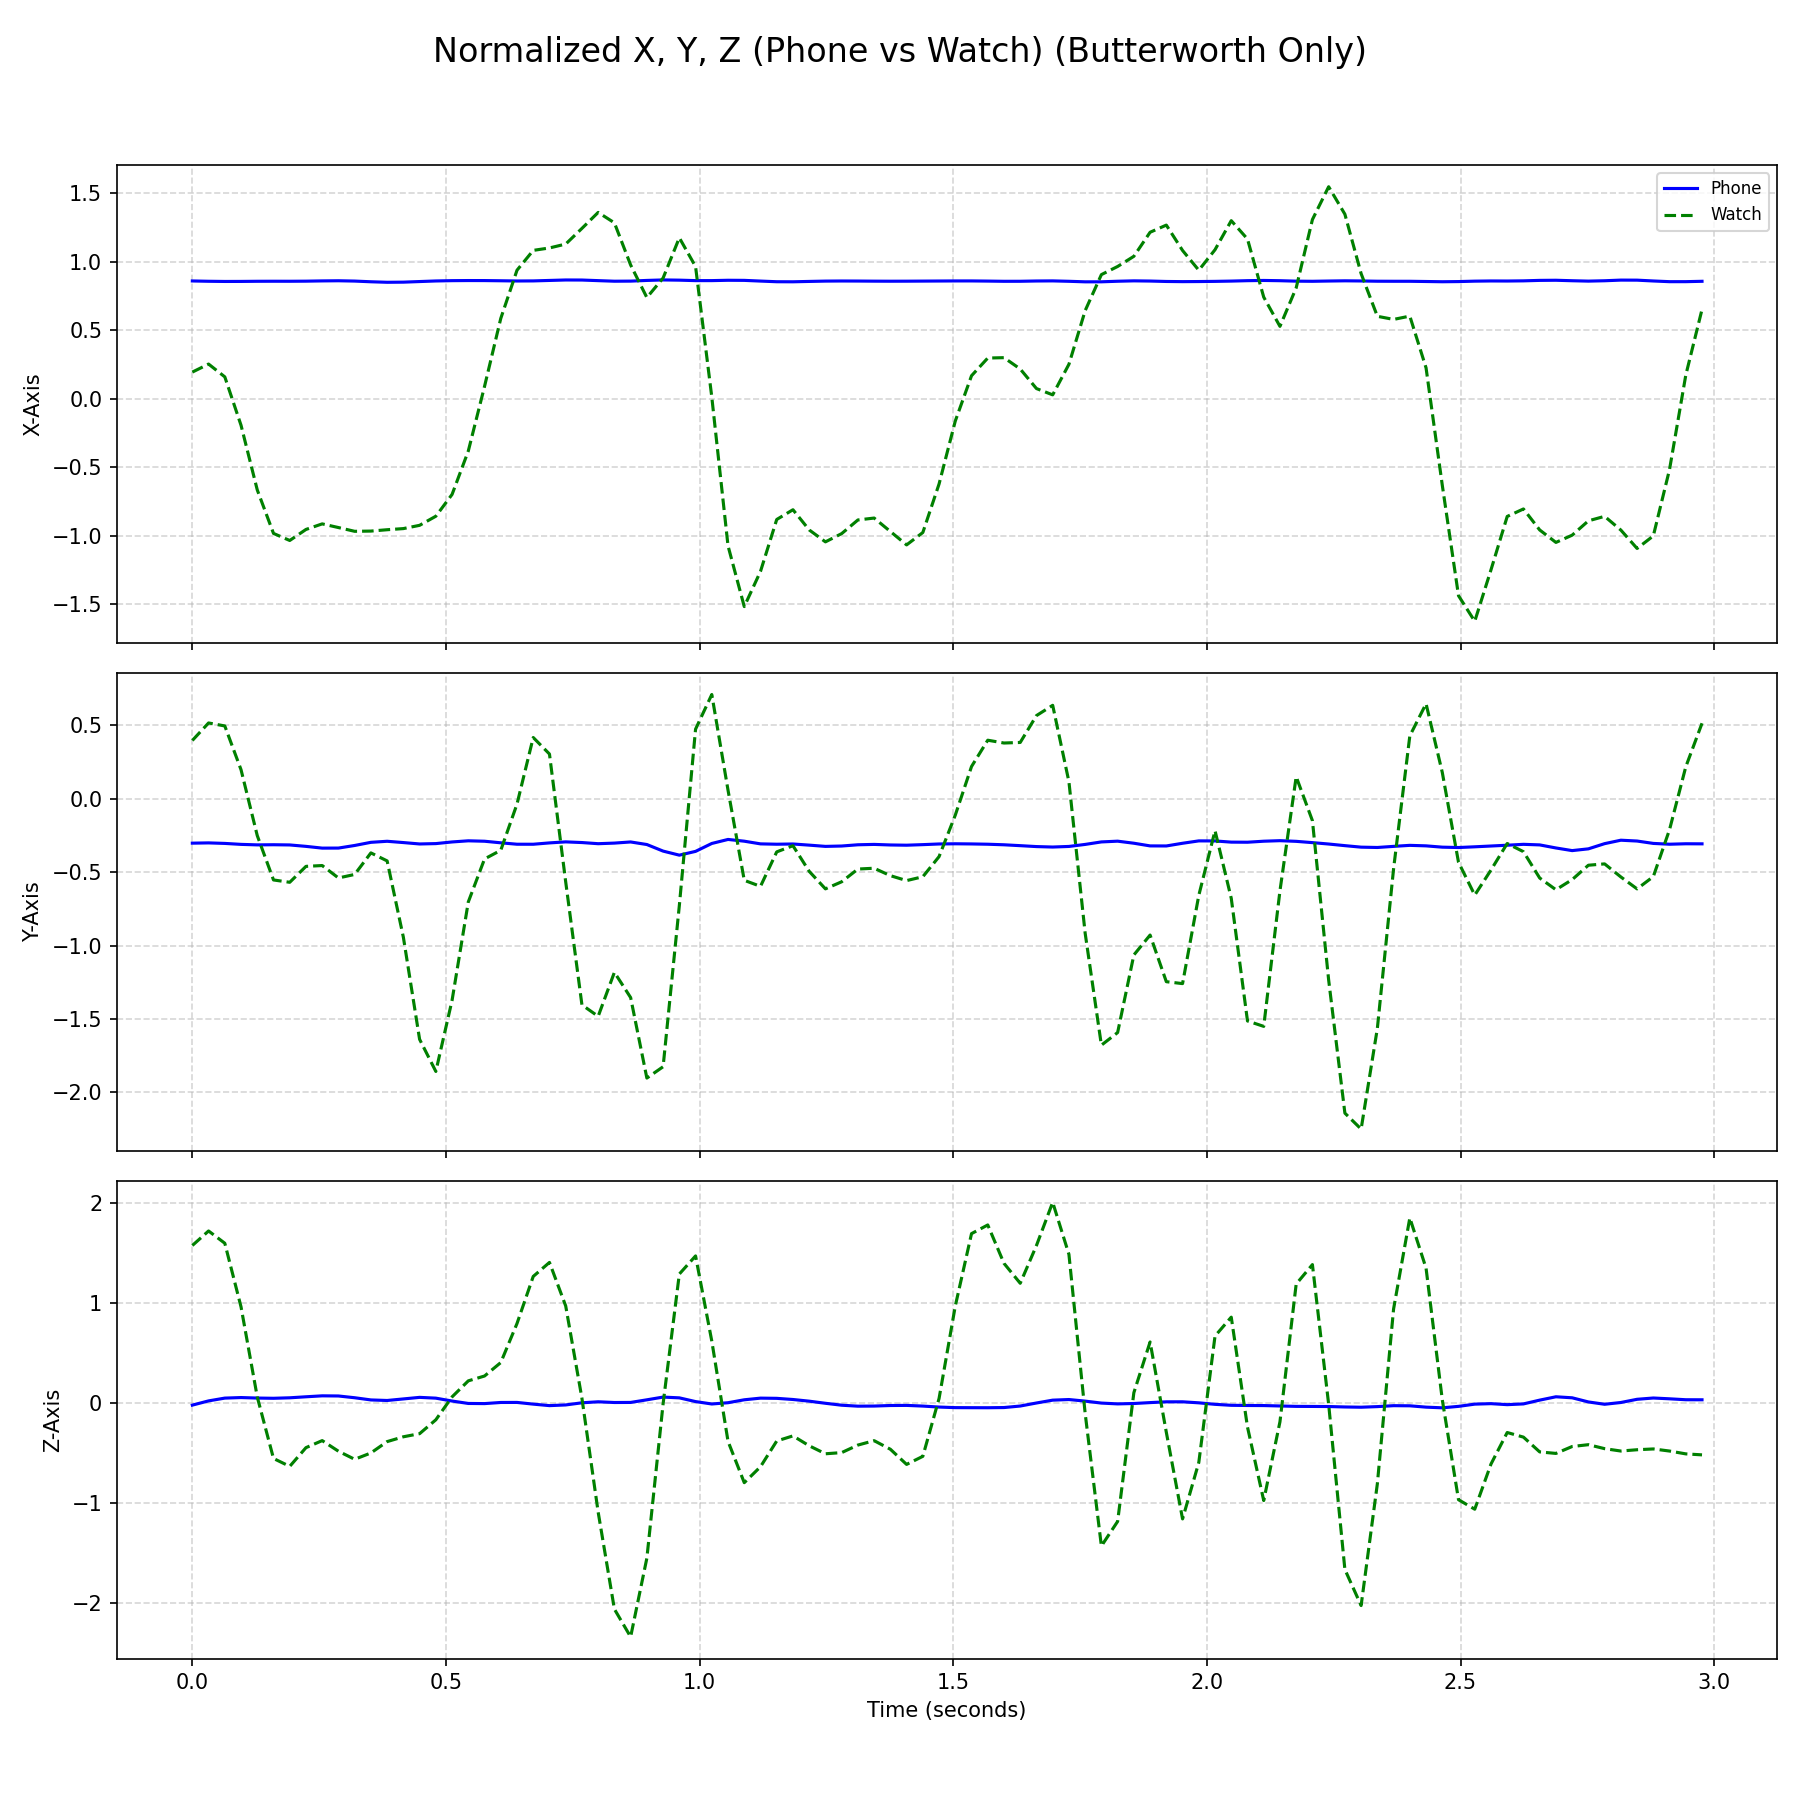 Normalized X, Y, Z (Phone vs Watch) (Butterworth Only)
Phone
Watch
X-Axis
1.5
1.0
0.5
0.0
−0.5
−1.0
−1.5
Y-Axis
0.5
0.0
−0.5
−1.0
−1.5
−2.0
Z-Axis
2
1
0
−1
−2
0.0 0.5 1.0 1.5 2.0 2.5 3.0
Time (seconds)